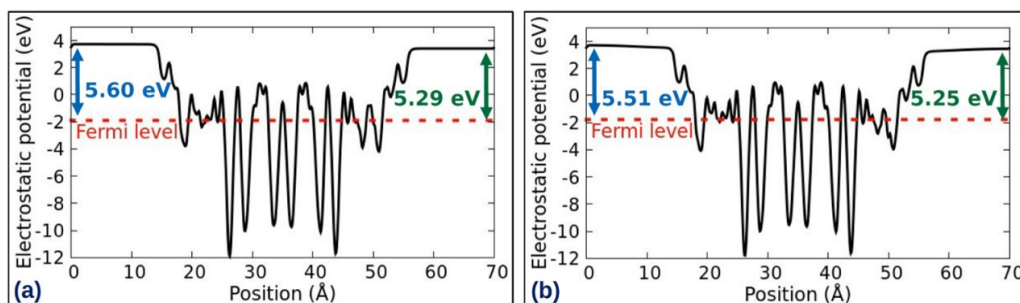 Electrostatic potential (eV)
4
2
0
-2
-4
-6
-8
-10
-12
5.60 eV
5.29 eV
Fermi level
0 10 20 30 40 50 60 70
Position (Å)
(a)
Electrostatic potential (eV)
4
2
0
-2
-4
-6
-8
-10
-12
5.51 eV
5.25 eV
Fermi level
0 10 20 30 40 50 60 70
Position (Å)
(b)